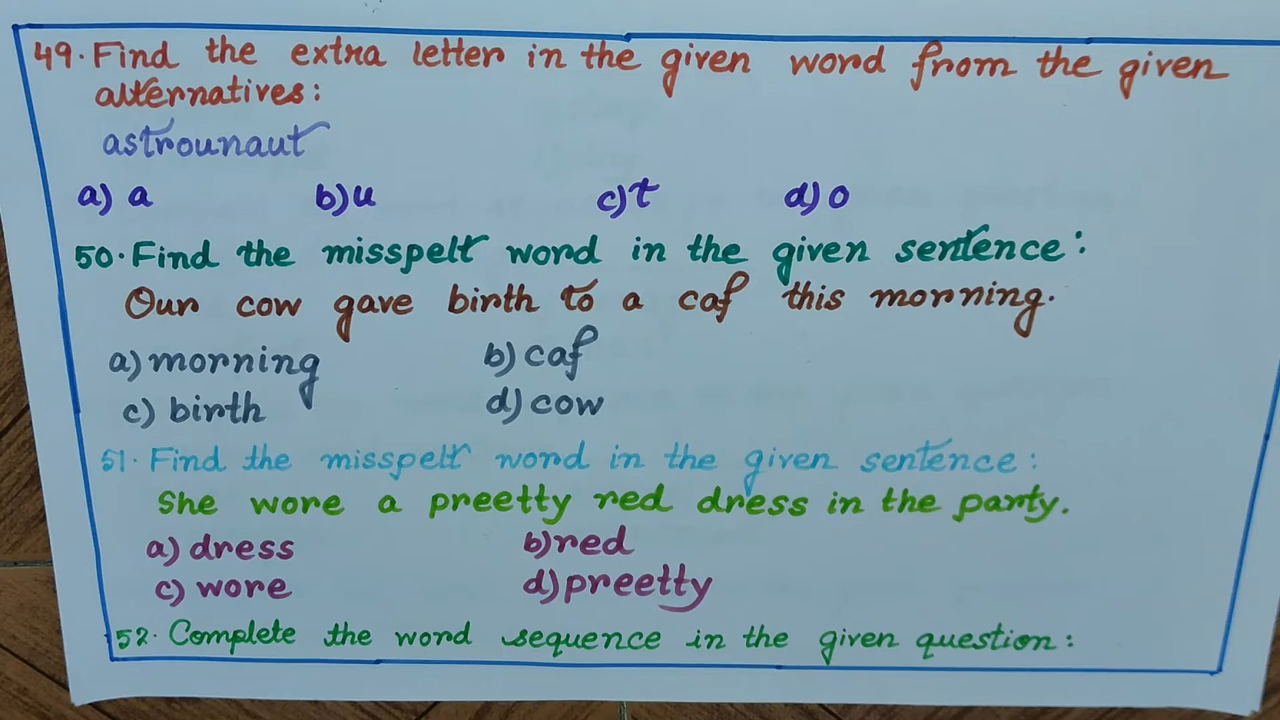 49. Find the extra letter in the given word from the given
alternatives:
astrounaut
a) a b) u c) t d) o
50. Find the misspelt word in the given sentence:
Our cow gave birth to a caf this morning.
a) morning b) caf
c) birth d) cow
51. Find the misspelt word in the given sentence:
She wore a preetty red dress in the party.
a) dress b) red
c) wore d) preetty
52. Complete the word sequence in the given question: